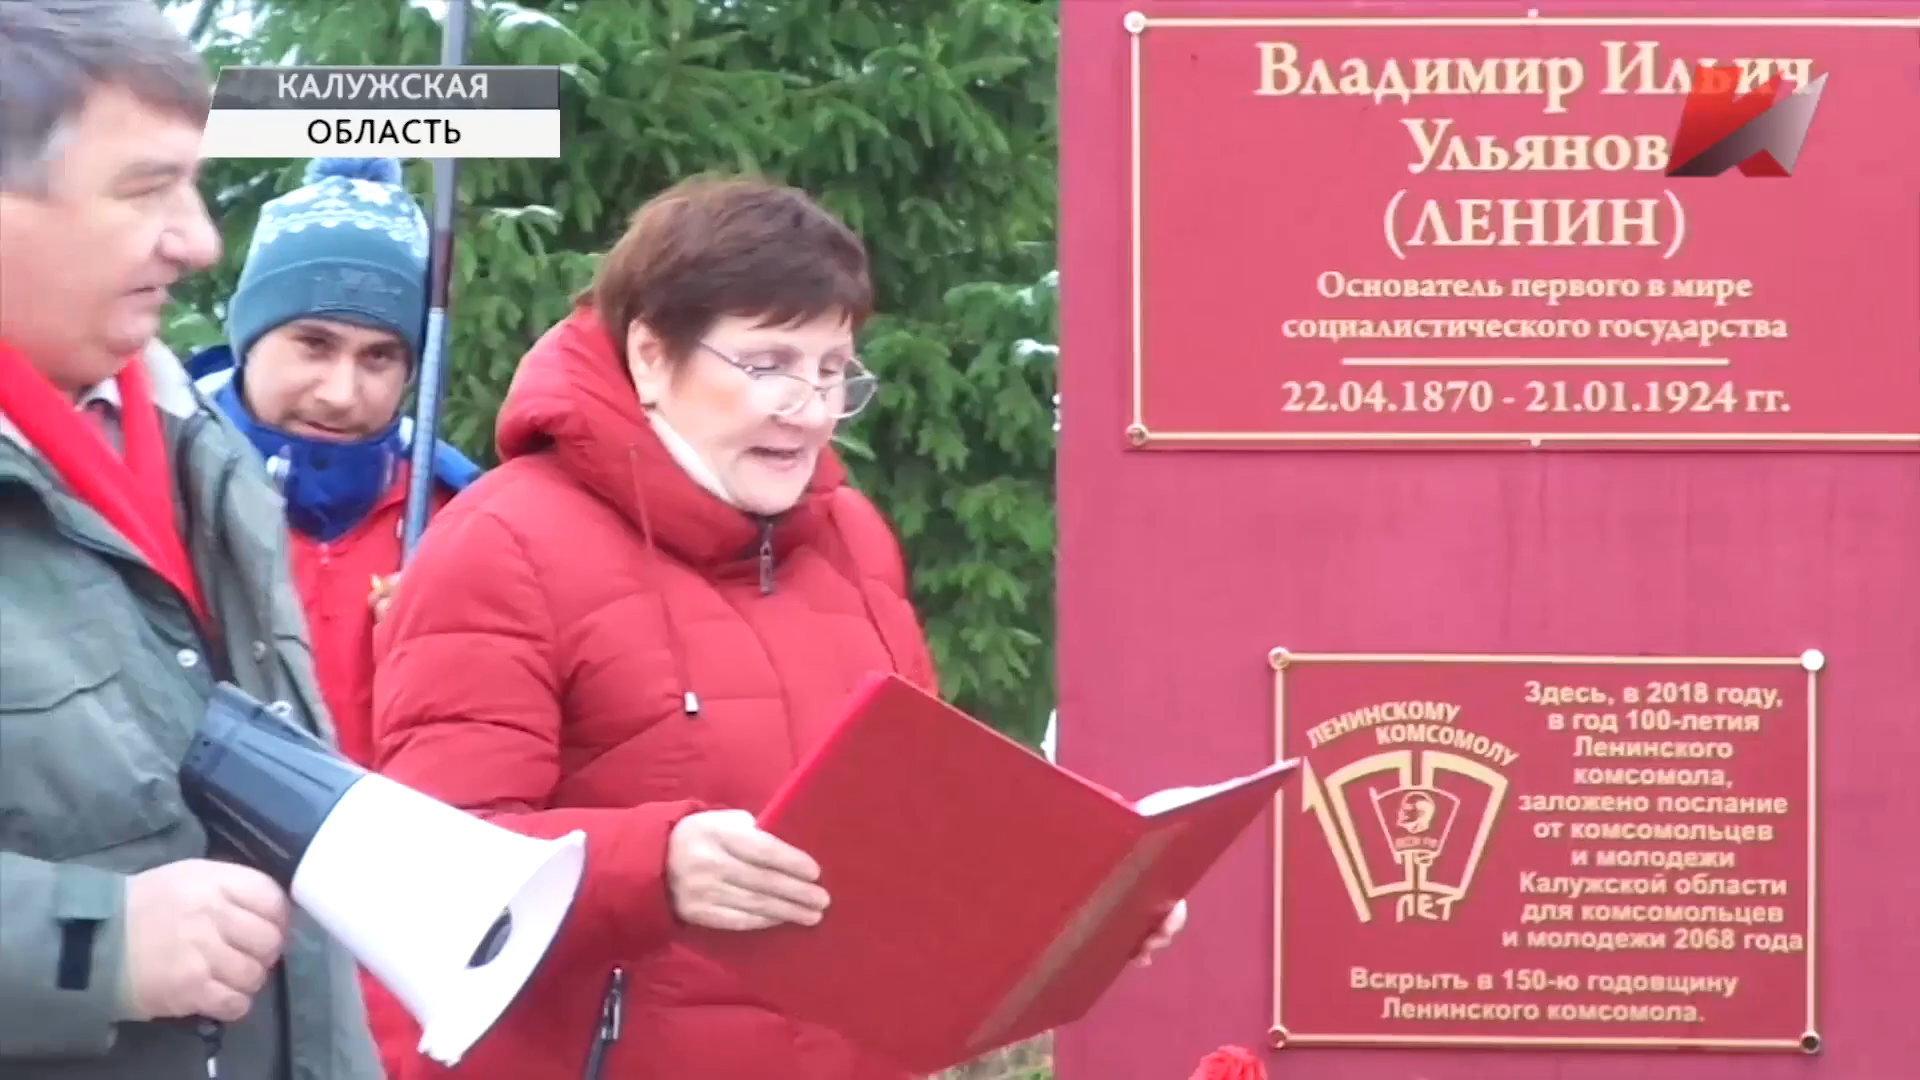 КАЛУЖСКАЯ
ОБЛАСТЬ
Владимир Ильич
Ульянов
(ЛЕНИН)
Основатель первого в мире
социалистического государства
22.04.1870 - 21.01.1924 гг.
ЛЕНИНСКОМУ
КОМСОМОЛУ
ЛЕТ
Здесь, в 2018 году,
в год 100-летия
Ленинского
комсомола,
заложено послание
от комсомольцев
и молодежи
Калужской области
для комсомольцев
и молодежи 2068 года
Вскрыть в 150-ю годовщину
Ленинского комсомола.